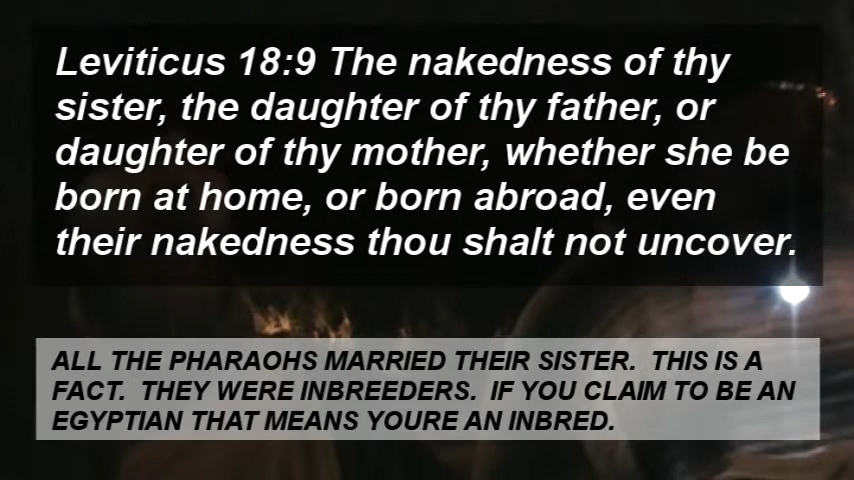 Leviticus 18:9 The nakedness of thy
sister, the daughter of thy father, or
daughter of thy mother, whether she be
born at home, or born abroad, even
their nakedness thou shalt not uncover.
ALL THE PHARAOHS MARRIED THEIR SISTER.  THIS IS A
FACT.  THEY WERE INBREEDERS.  IF YOU CLAIM TO BE AN
EGYPTIAN THAT MEANS YOURE AN INBRED.